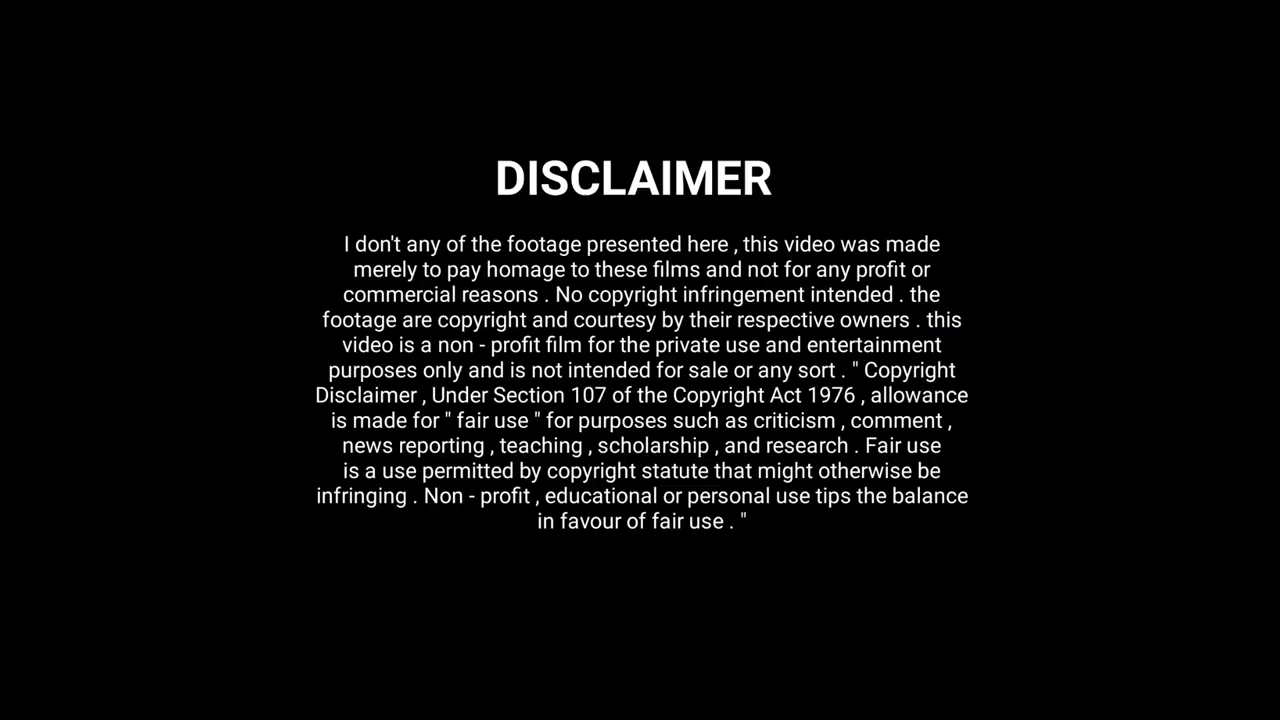 DISCLAIMER
I don't any of the footage presented here , this video was made
merely to pay homage to these films and not for any profit or
commercial reasons . No copyright infringement intended . the
footage are copyright and courtesy by their respective owners . this
video is a non - profit film for the private use and entertainment
purposes only and is not intended for sale or any sort . " Copyright
Disclaimer , Under Section 107 of the Copyright Act 1976 , allowance
is made for " fair use " for purposes such as criticism , comment ,
news reporting , teaching , scholarship , and research . Fair use
is a use permitted by copyright statute that might otherwise be
infringing . Non - profit , educational or personal use tips the balance
in favour of fair use . "